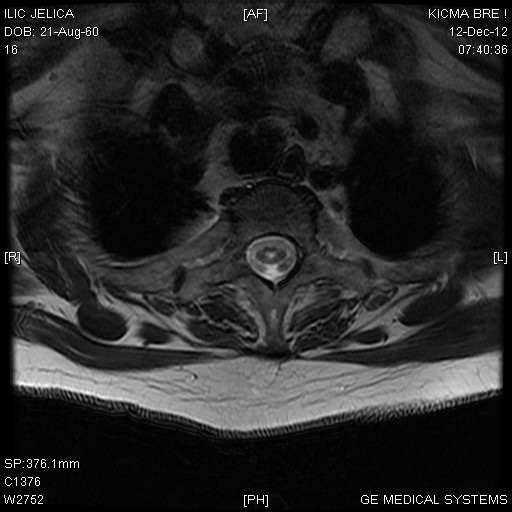 ILIC JELICA [AF] KICMA BRE !
DOB: 21-Aug-60 12-Dec-12
16 07:40:36
[R] [L]
SP:376.1mm
C1376
W2752 [PH] GE MEDICAL SYSTEMS